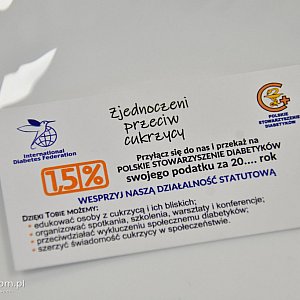 Zjednoczeni
przeciw
cukrzycy
International
Diabetes Federation
POLSKIE
STOWARZYSZENIE
DIABETYKÓW
1,5%
Przyłącz się do nas i przekaż na
POLSKIE STOWARZYSZENIE DIABETYKÓW
swojego podatku za 20.... rok
WESPRZYJ NASZĄ DZIAŁALNOŚĆ STATUTOWĄ
DZIĘKI TOBIE MOŻEMY:
• edukować osoby z cukrzycą i ich bliskich;
• organizować spotkania, szkolenia, warsztaty i konferencje;
• przeciwdziałać wykluczeniu społecznemu diabetyków;
• szerzyć świadomość cukrzycy w społeczeństwie.
om.pl